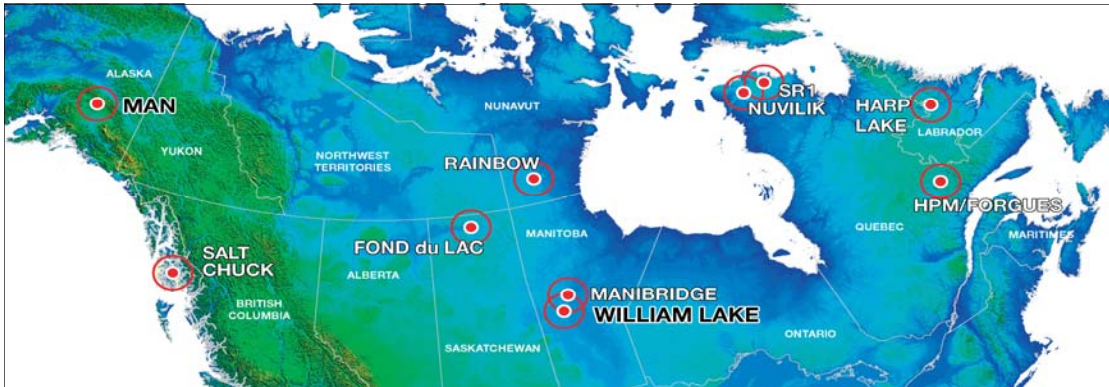 ALASKA
MAN
YUKON
NORTHWEST
TERRITORIES
NUNAVUT
RAINBOW
SR1
NUVILIK
HARP
LAKE
LABRADOR
HPM/FORGUES
QUEBEC
MARITIMES
FOND du LAC
MANITOBA
SALT
CHUCK
ALBERTA
BRITISH
COLUMBIA
MANIBRIDGE
WILLIAM LAKE
SASKATCHEWAN
ONTARIO